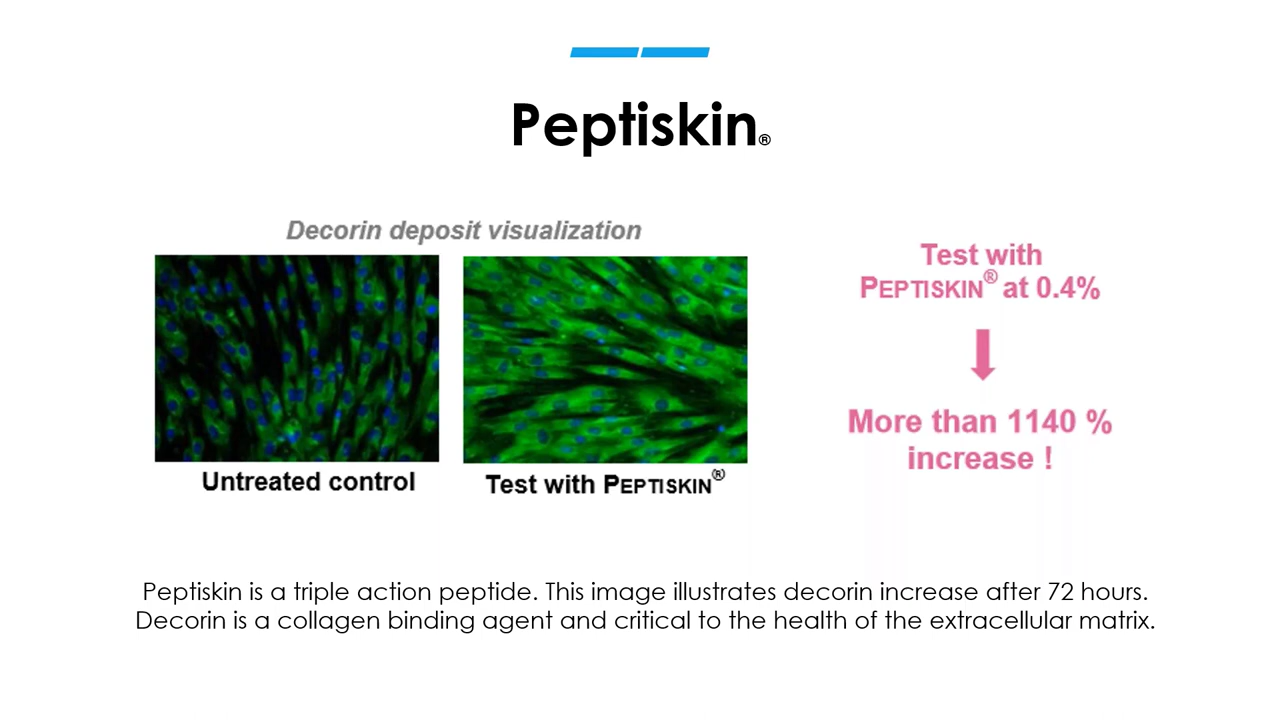 Peptiskin®
Decorin deposit visualization
Untreated control
Test with PEPTISKIN®
Test with
PEPTISKIN® at 0.4%
More than 1140 %
increase !
Peptiskin is a triple action peptide. This image illustrates decorin increase after 72 hours.
Decorin is a collagen binding agent and critical to the health of the extracellular matrix.